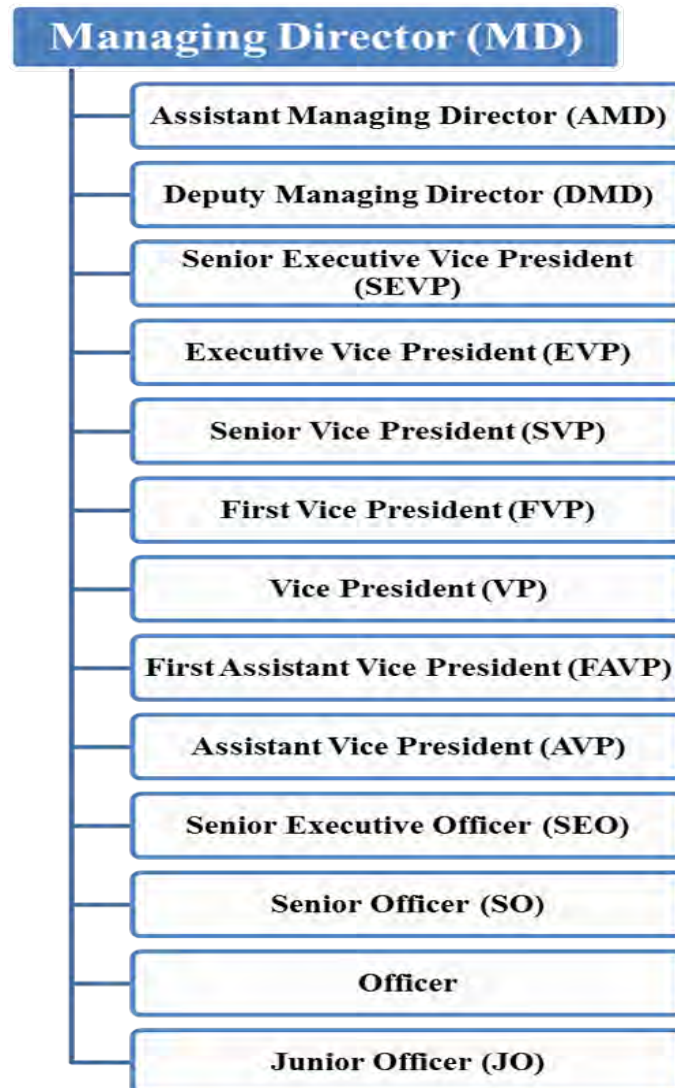 Managing Director (MD)
Assistant Managing Director (AMD)
Deputy Managing Director (DMD)
Senior Executive Vice President
(SEVP)
Executive Vice President (EVP)
Senior Vice President (SVP)
First Vice President (FVP)
Vice President (VP)
First Assistant Vice President (FAVP)
Assistant Vice President (AVP)
Senior Executive Officer (SEO)
Senior Officer (SO)
Officer
Junior Officer (JO)